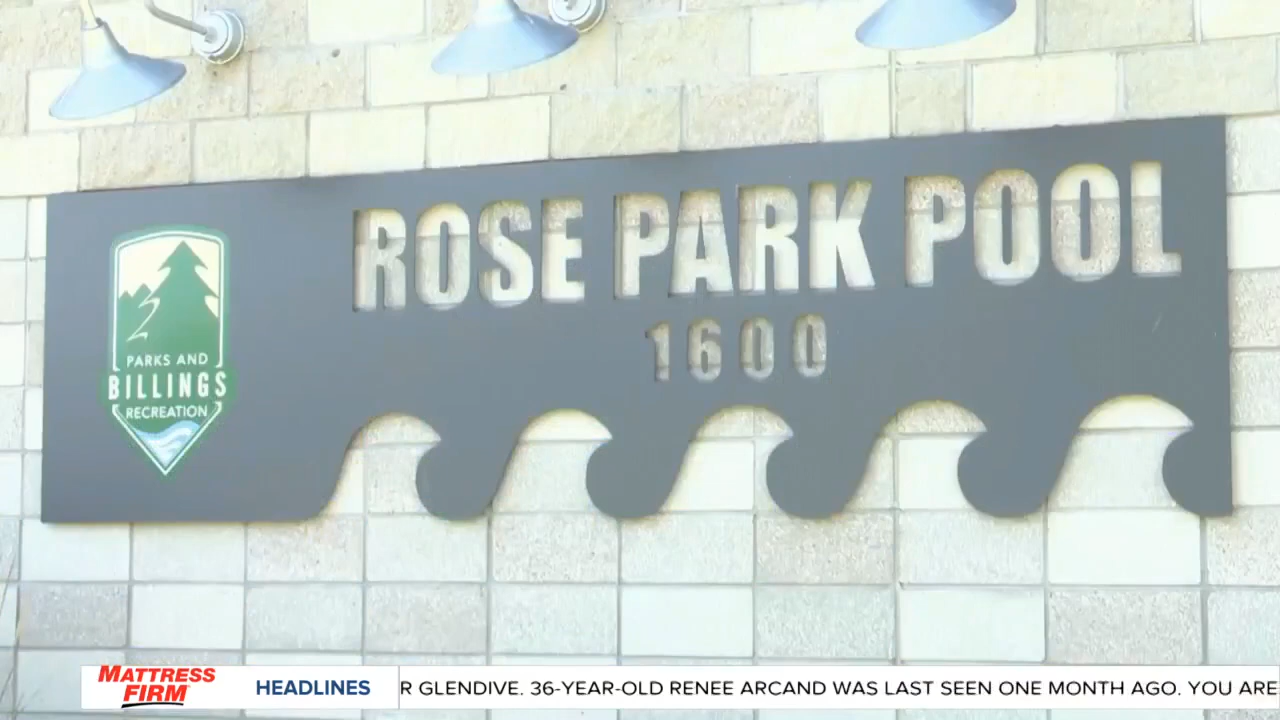 ROSE PARK POOL
1600
PARKS AND
BILLINGS
RECREATION
MATTRESS
FIRM
HEADLINES
R GLENDIVE. 36-YEAR-OLD RENEE ARCAND WAS LAST SEEN ONE MONTH AGO. YOU ARE